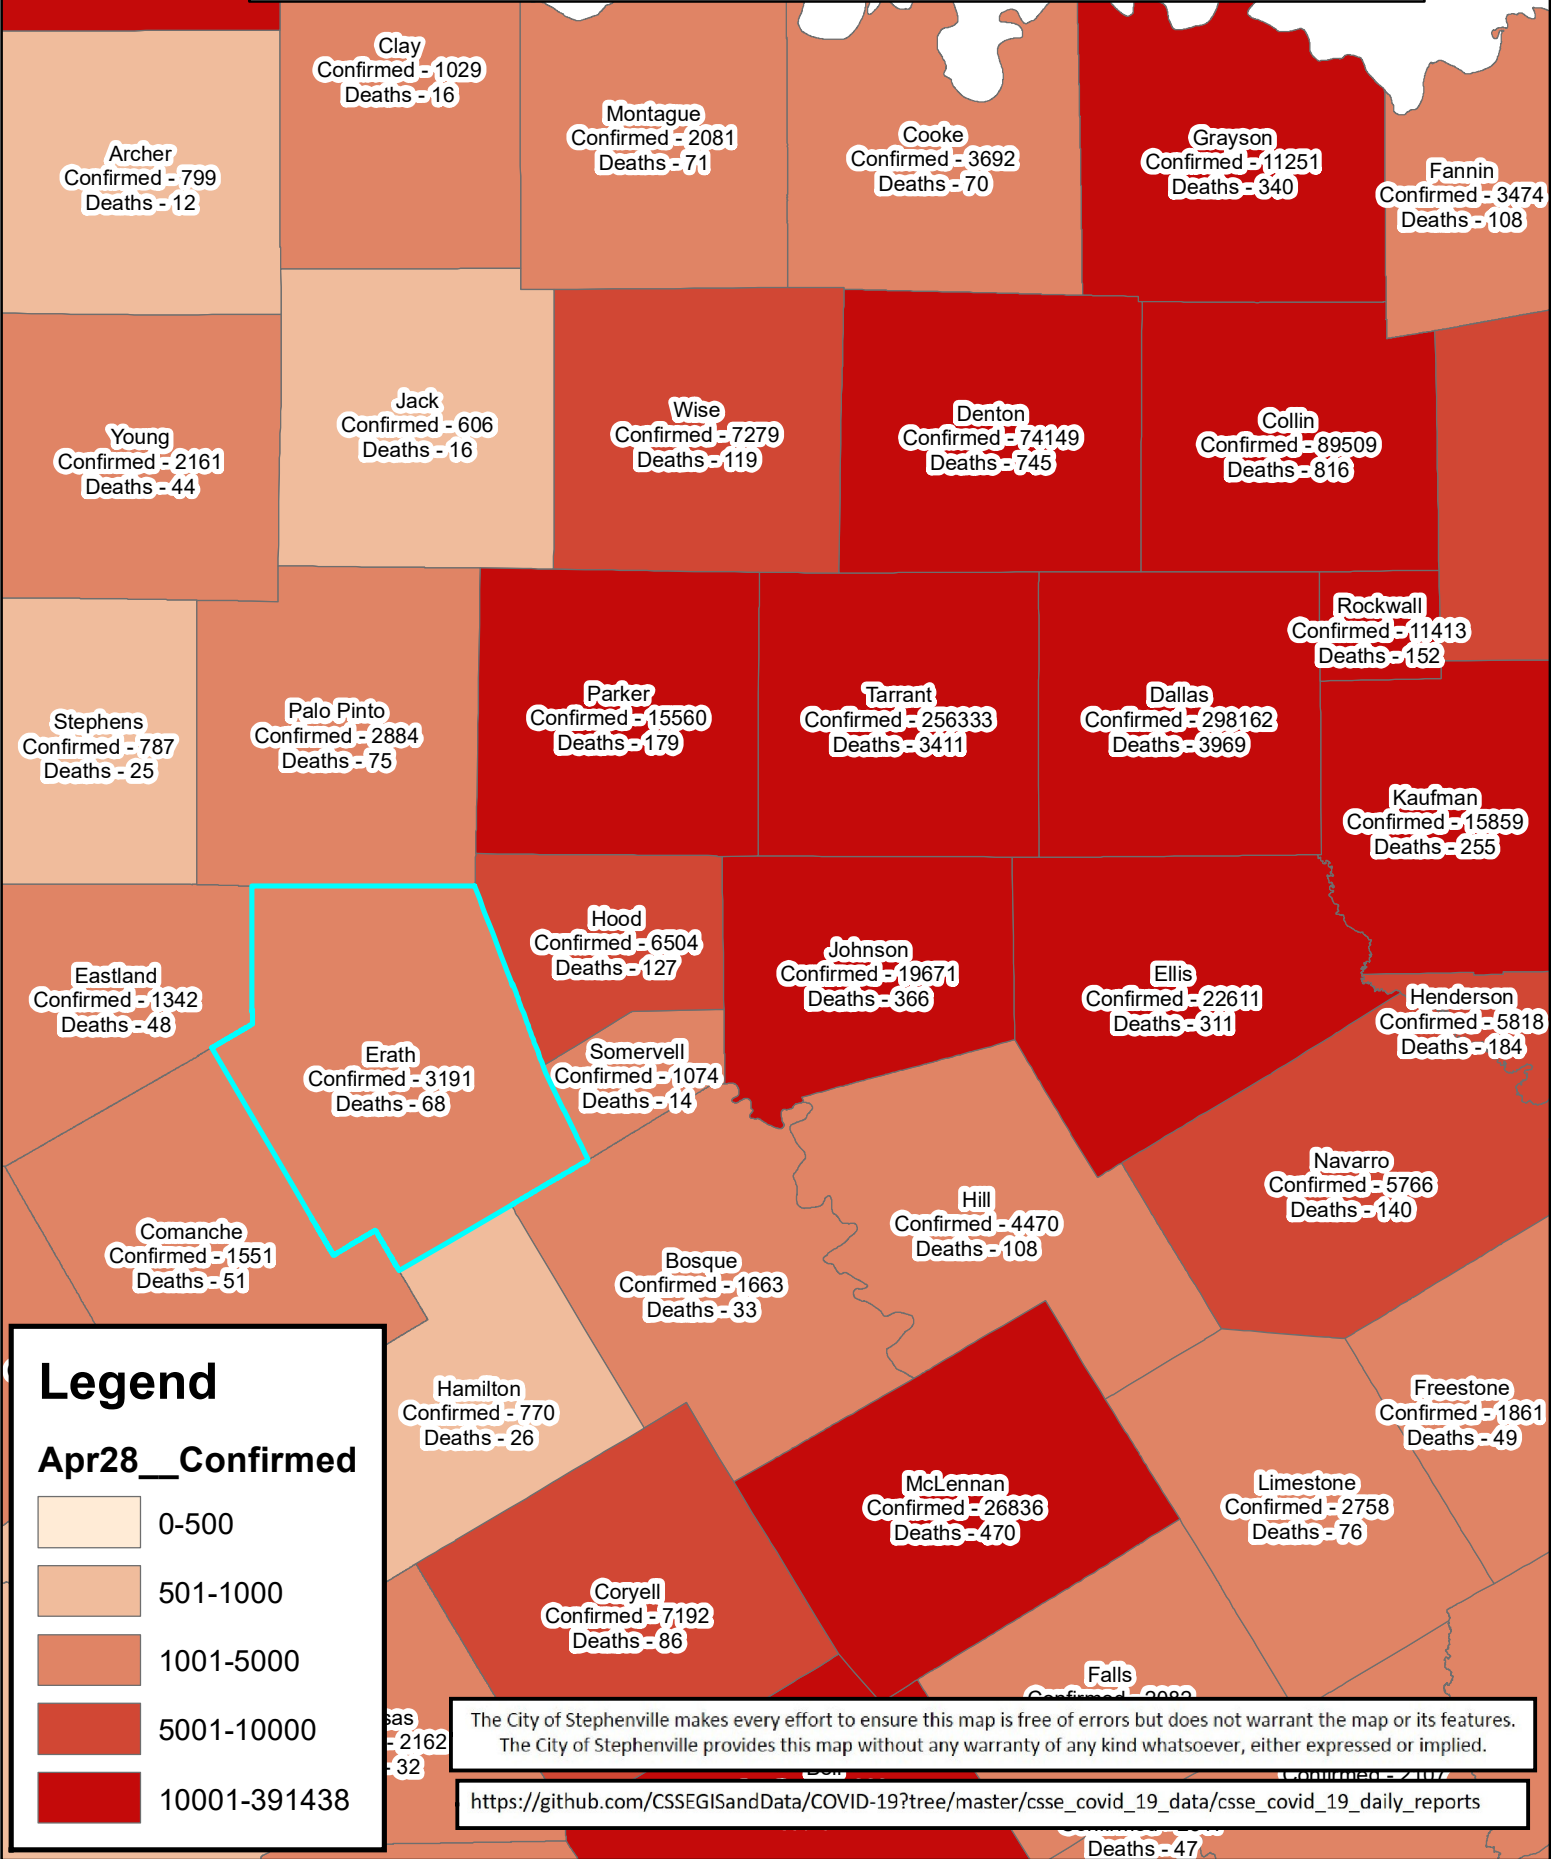 Clay
Confirmed - 1029
Deaths - 16
Montague
Confirmed - 2081
Deaths - 71
Cooke
Confirmed - 3692
Deaths - 70
Grayson
Confirmed - 11251
Deaths - 340
Archer
Confirmed - 799
Deaths - 12
Fannin
Confirmed - 3474
Deaths - 108
Young
Confirmed - 2161
Deaths - 44
Jack
Confirmed - 606
Deaths - 16
Wise
Confirmed - 7279
Deaths - 119
Denton
Confirmed - 74149
Deaths - 745
Collin
Confirmed - 89509
Deaths - 816
Rockwall
Confirmed - 11413
Deaths - 152
Stephens
Confirmed - 787
Deaths - 25
Palo Pinto
Confirmed - 2884
Deaths - 75
Parker
Confirmed - 15560
Deaths - 179
Tarrant
Confirmed - 256333
Deaths - 3411
Dallas
Confirmed - 298162
Deaths - 3969
Kaufman
Confirmed - 15859
Deaths - 255
Eastland
Confirmed - 1342
Deaths - 48
Erath
Confirmed - 3191
Deaths - 68
Hood
Confirmed - 6504
Deaths - 127
Somervell
Confirmed - 1074
Deaths - 14
Johnson
Confirmed - 19671
Deaths - 366
Ellis
Confirmed - 22611
Deaths - 311
Henderson
Confirmed - 5818
Deaths - 184
Navarro
Confirmed - 5766
Deaths - 140
Comanche
Confirmed - 1551
Deaths - 51
Bosque
Confirmed - 1663
Deaths - 33
Hill
Confirmed - 4470
Deaths - 108
Hamilton
Confirmed - 770
Deaths - 26
McLennan
Confirmed - 26836
Deaths - 470
Limestone
Confirmed - 2758
Deaths - 76
Freestone
Confirmed - 1861
Deaths - 49
Coryell
Confirmed - 7192
Deaths - 86
Falls
sas
- 2162
- 32
Deaths - 47
Legend
Apr28__Confirmed
0-500
501-1000
1001-5000
5001-10000
10001-391438
The City of Stephenville makes every effort to ensure this map is free of errors but does not warrant the map or its features.
The City of Stephenville provides this map without any warranty of any kind whatsoever, either expressed or implied.
https://github.com/CSSEGISandData/COVID-19?tree/master/csse_covid_19_data/csse_covid_19_daily_reports